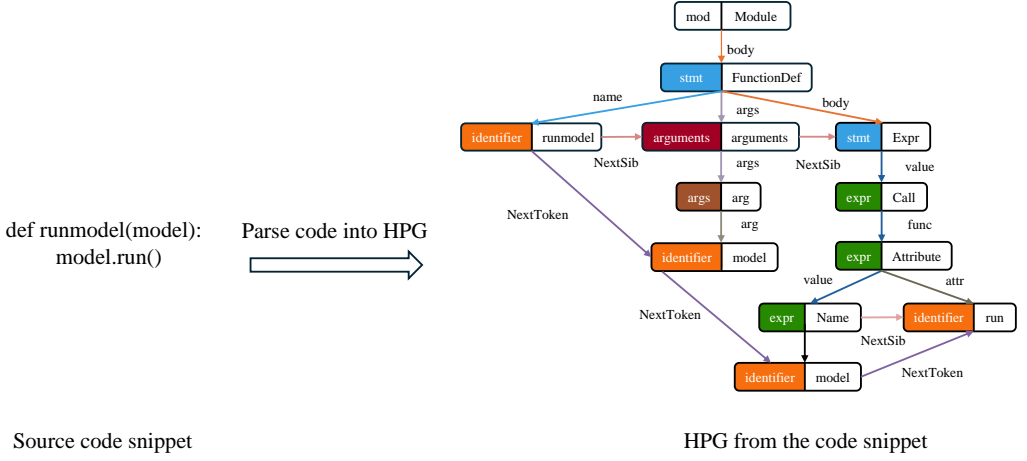 mod Module
body
stmt FunctionDef
name
args
body
identifier runmodel
arguments arguments
stmt Expr
NextSib
args
NextSib
value
args arg
expr Call
NextToken
arg
func
def runmodel(model):
model.run()
Parse code into HPG
identifier model
expr Attribute
value
attr
NextToken
expr Name
identifier run
NextSib
identifier model
NextToken
Source code snippet
HPG from the code snippet